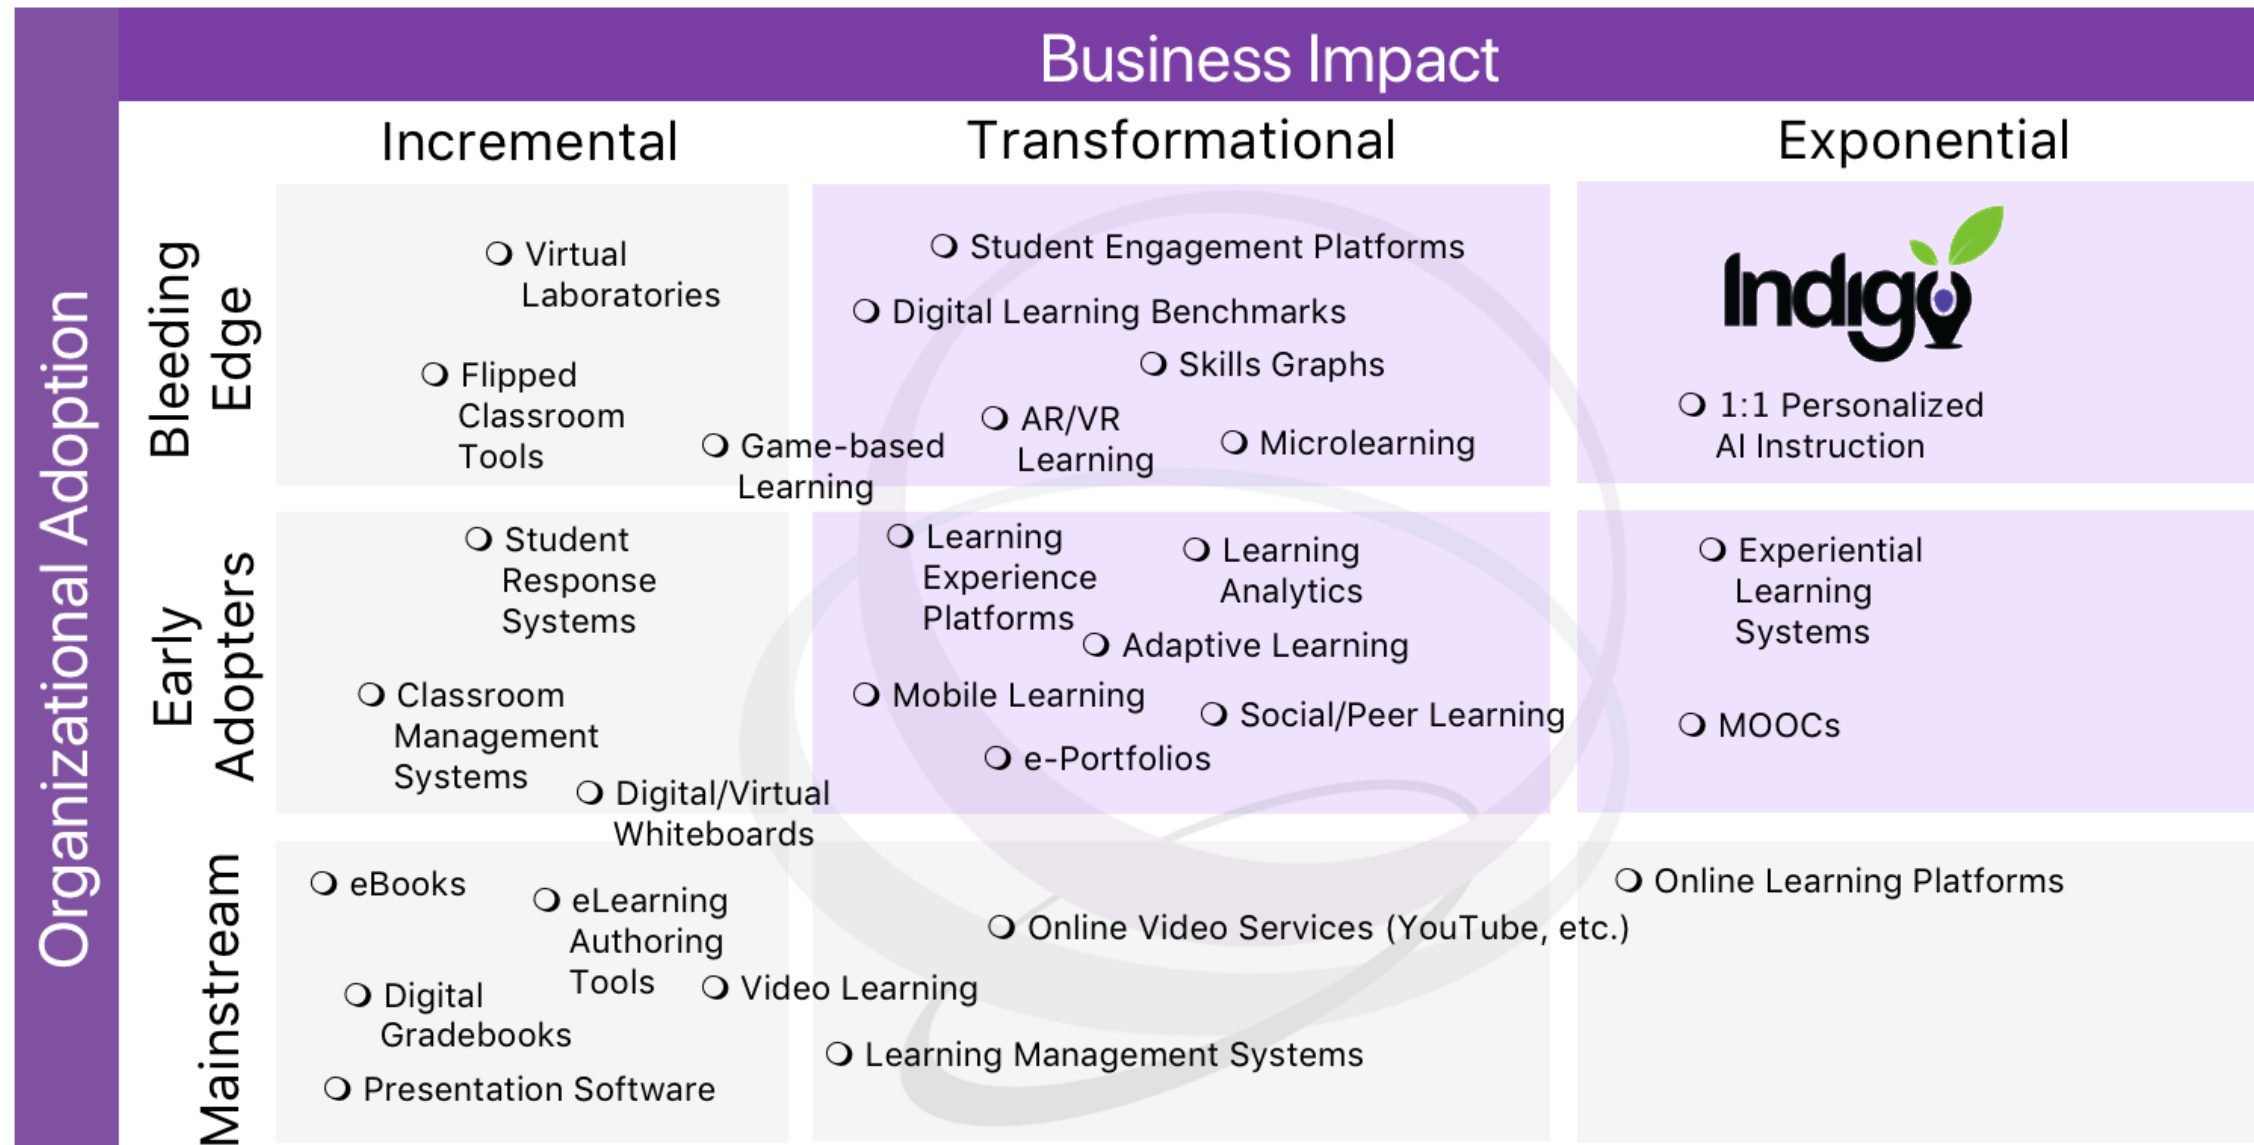 Business Impact
Organizational Adoption
Incremental
Transformational
Exponential
Bleeding
Edge
Virtual
Laboratories
Flipped
Classroom
Tools
Game-based
Learning
Student Engagement Platforms
Digital Learning Benchmarks
Skills Graphs
AR/VR
Learning
Microlearning
Indigo
1:1 Personalized
AI Instruction
Early
Adopters
Student
Response
Systems
Classroom
Management
Systems
Digital/Virtual
Whiteboards
Learning
Experience
Platforms
Learning
Analytics
Adaptive Learning
Mobile Learning
Social/Peer Learning
e-Portfolios
Experiential
Learning
Systems
MOOCs
Mainstream
eBooks
eLearning
Authoring
Tools
Digital
Gradebooks
Video Learning
Presentation Software
Online Video Services (YouTube, etc.)
Learning Management Systems
Online Learning Platforms